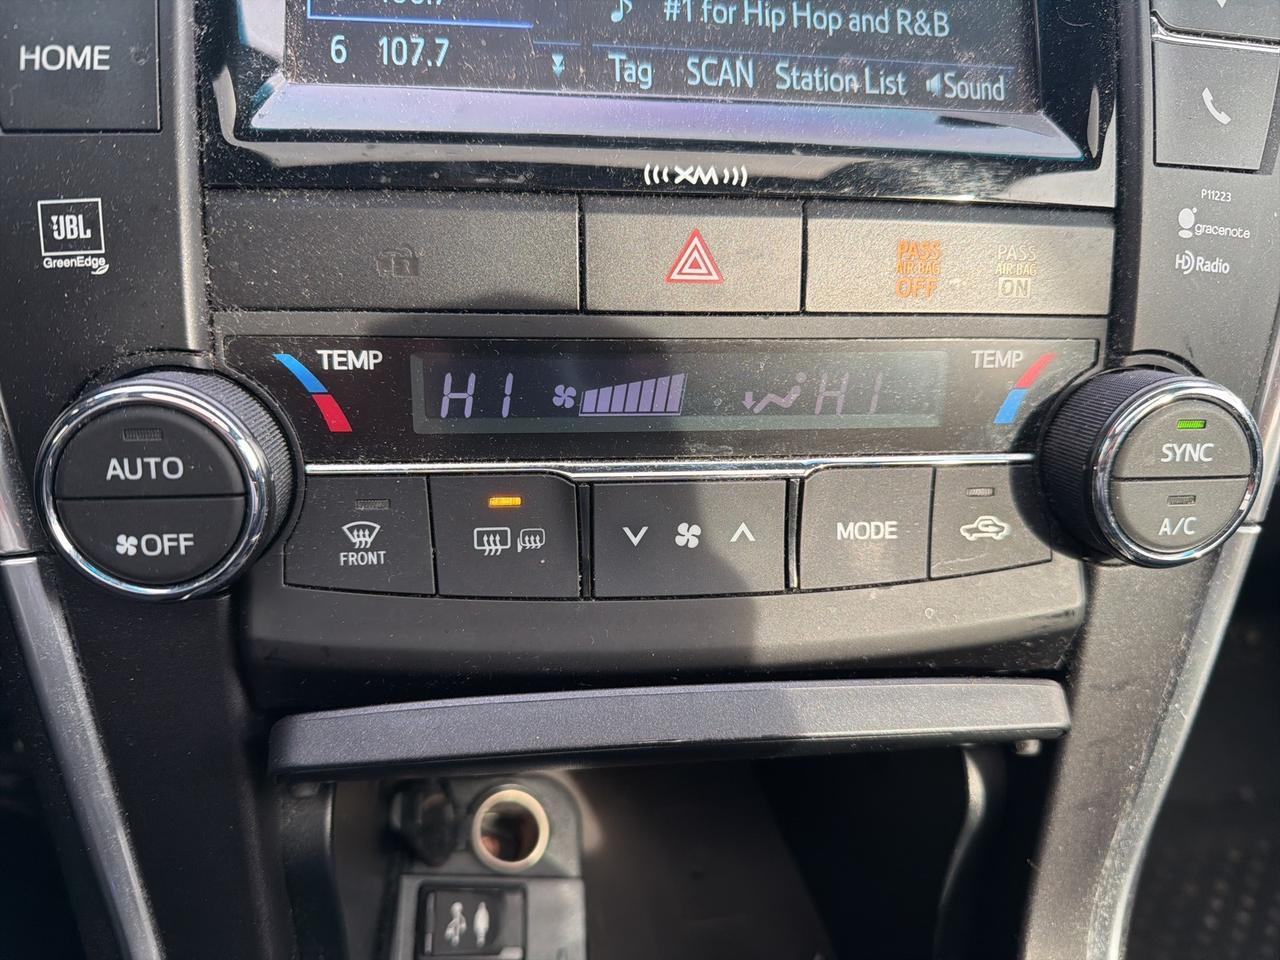 #1 for Hip Hop and R&B
6 107.7
Tag SCAN Station List Sound
HOME
XM
JBL
GreenEdge
P11223
gracenote
HD Radio
PASS
AIR BAG
OFF
PASS
AIR BAG
ON
TEMP
TEMP
HI
HI
AUTO
OFF
FRONT
MODE
SYNC
A/C